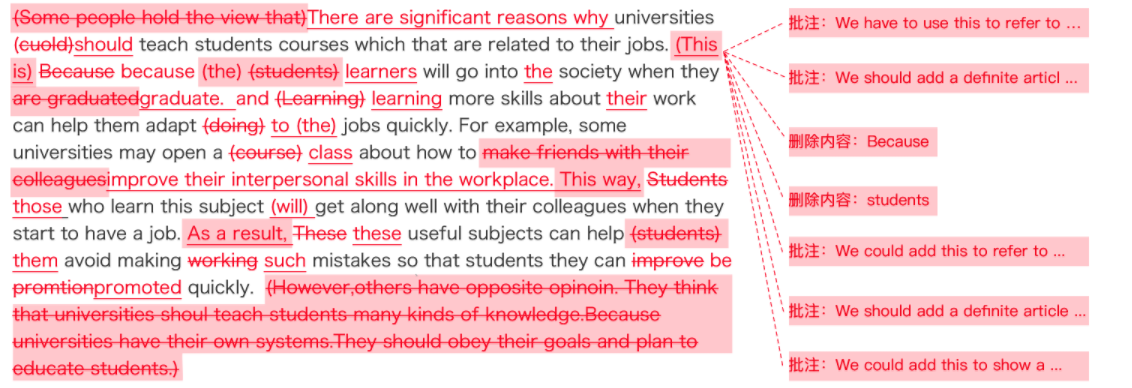 (Some people hold the view that)There are significant reasons why universities
(cuold)should teach students courses which that are related to their jobs. (This
is) Because because (the) (students) learners will go into the society when they
are graduatedgraduate. and (Learning) learning more skills about their work
can help them adapt (doing) to (the) jobs quickly. For example, some
universities may open a (course) class about how to make friends with their
colleaguesimprove their interpersonal skills in the workplace. This way, Students
those who learn this subject (will) get along well with their colleagues when they
start to have a job. As a result, These these useful subjects can help (students)
them avoid making working such mistakes so that students they can improve be
promtionpromoted quickly. (However,others have opposite opinoin. They think
that universities shoul teach students many kinds of knowledge.Because
universities have their own systems.They should obey their goals and plan to
educate students.)
批注：We have to use this to refer to ...
批注：We should add a definite articl ...
删除内容：Because
删除内容：students
批注：We could add this to refer to ...
批注：We should add a definite article ...
批注：We could add this to show a ...